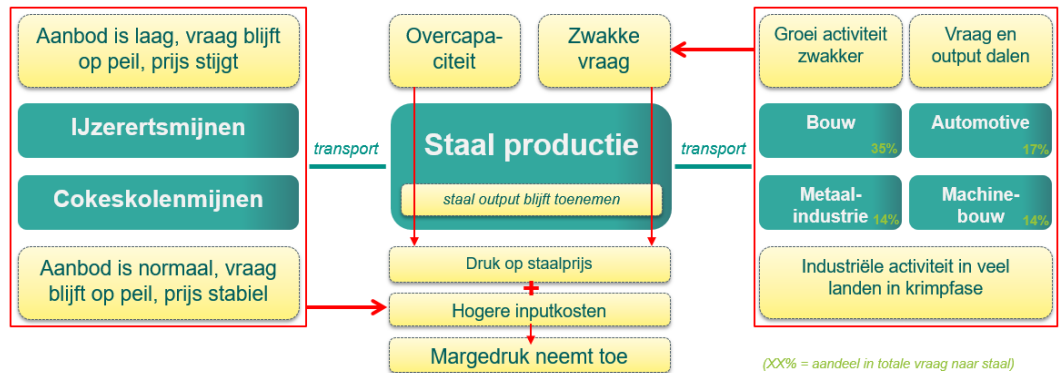 Aanbod is laag, vraag blijft
op peil, prijs stijgt
IJzerertsmijnen
Cokeskolenmijnen
Aanbod is normaal, vraag
blijft op peil, prijs stabiel
transport
Overcapa-
citeit
Zwakke
vraag
Staal productie
staal output blijft toenemen
Druk op staalprijs
+
Hogere inputkosten
Margedruk neemt toe
transport
Groei activiteit
zwakker
Vraag en
output dalen
Bouw
35%
Automotive
17%
Metaal-
industrie
14%
Machine-
bouw
14%
Industriële activiteit in veel
landen in krimpfase
(XX% = aandeel in totale vraag naar staal)